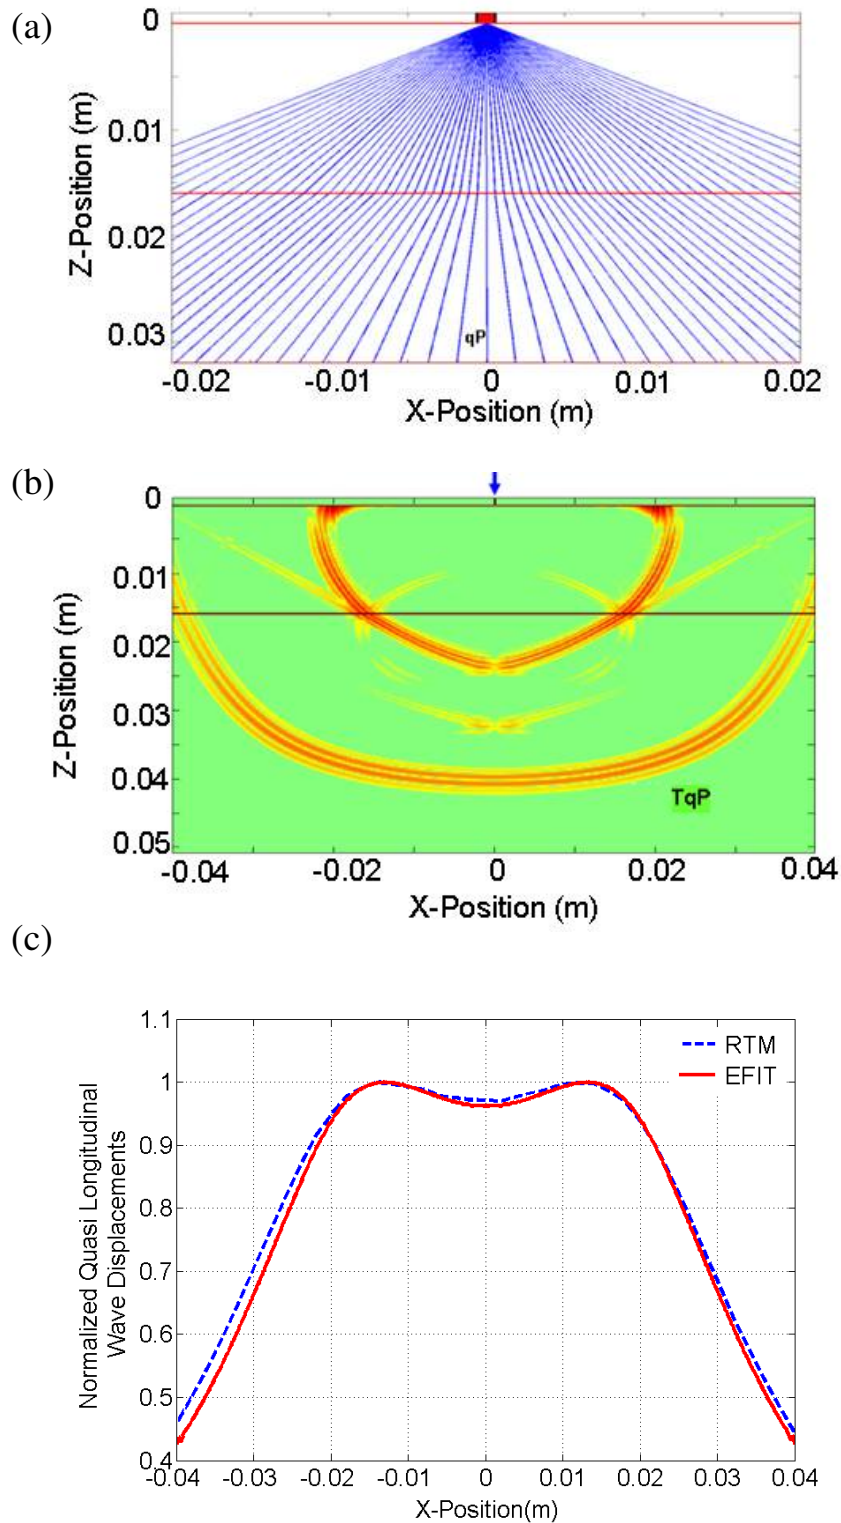 (a)
0
0.01
0.02
0.03
Z-Position (m)
qP
-0.02 -0.01 0 0.01 0.02
X-Position (m)
(b)
0
0.01
0.02
0.03
0.04
0.05
Z-Position (m)
TqP
-0.04 -0.02 0 0.02 0.04
X-Position (m)
(c)
1.1
1
0.9
0.8
0.7
0.6
0.5
0.4
Normalized Quasi Longitudinal
Wave Displacements
RTM
EFIT
-0.04 -0.03 -0.02 -0.01 0 0.01 0.02 0.03 0.04
X-Position(m)